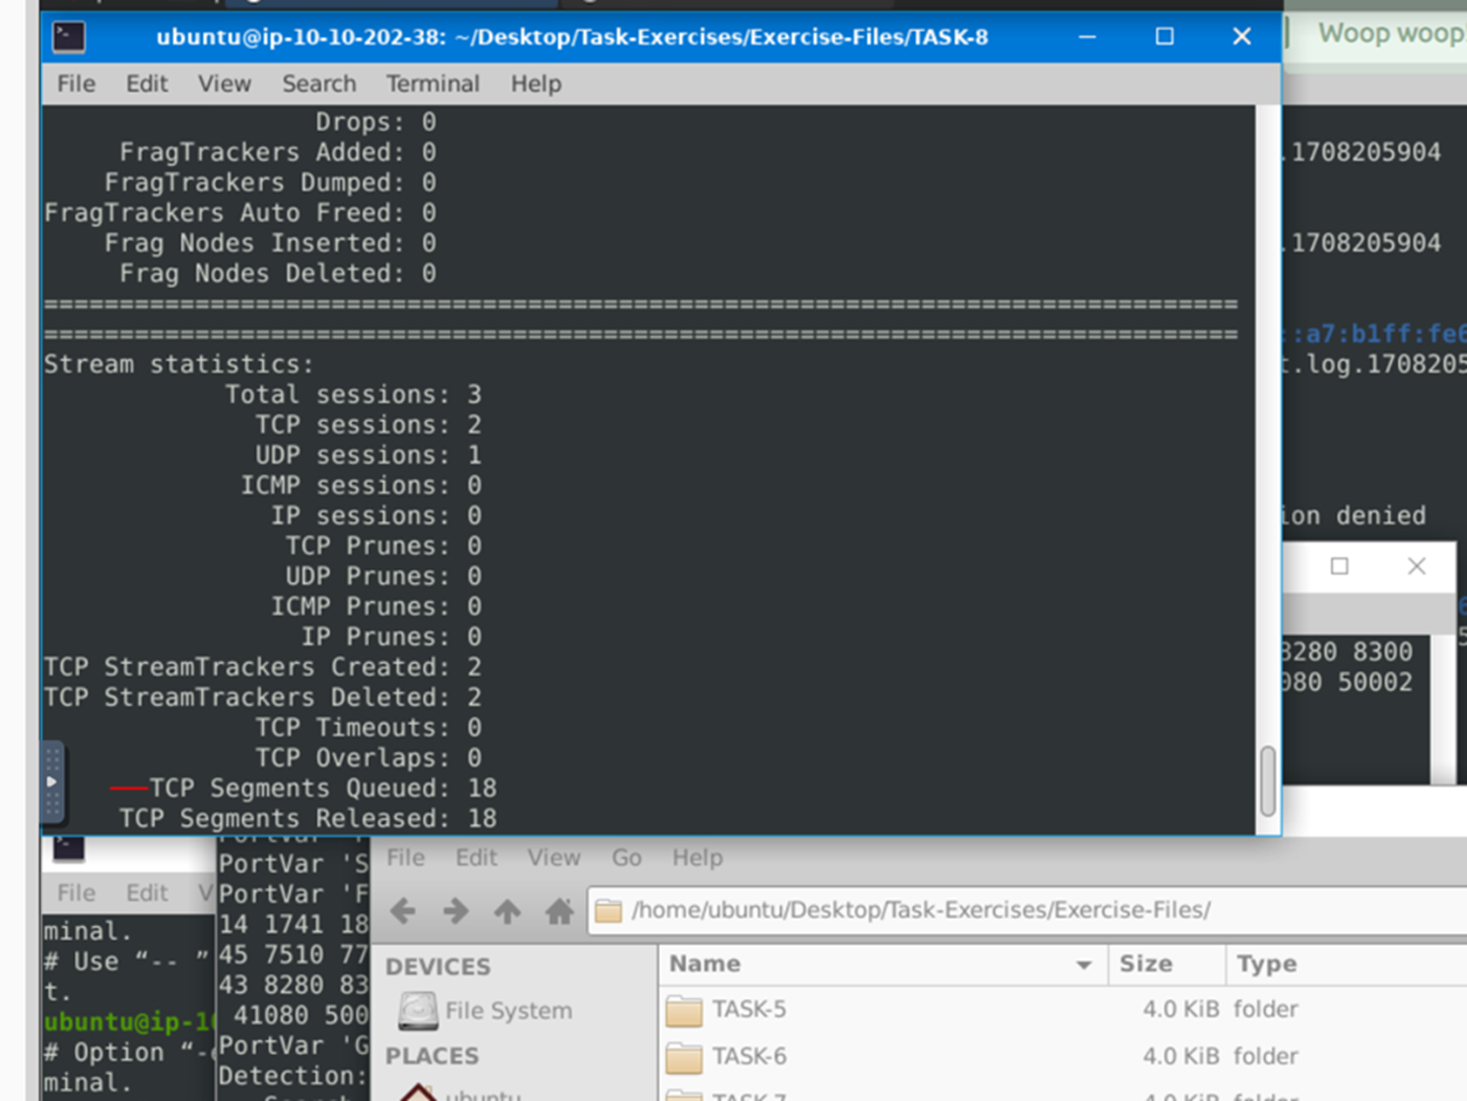 ubuntu@ip-10-10-202-38: ~/Desktop/Task-Exercises/Exercise-Files/TASK-8
Woop woop
File Edit View Search Terminal Help
Drops: 0
FragTrackers Added: 0
FragTrackers Dumped: 0
FragTrackers Auto Freed: 0
Frag Nodes Inserted: 0
Frag Nodes Deleted: 0
===============================================================================
===============================================================================
Stream statistics:
Total sessions: 3
TCP sessions: 2
UDP sessions: 1
ICMP sessions: 0
IP sessions: 0
TCP Prunes: 0
UDP Prunes: 0
ICMP Prunes: 0
IP Prunes: 0
TCP StreamTrackers Created: 2
TCP StreamTrackers Deleted: 2
TCP Timeouts: 0
TCP Overlaps: 0
TCP Segments Queued: 18
TCP Segments Released: 18
.1708205904
.1708205904
:a7:b1ff:fe6
t.log.1708205
ion denied
8280 8300
080 50002
File Edit V
minal.
# Use “-- ”
t.
ubuntu@ip-10
# Option “-
minal.
PortVar 'S
PortVar 'F
14 1741 18
45 7510 77
43 8280 83
41080 500
PortVar 'G
Detection:
File Edit View Go Help
/home/ubuntu/Desktop/Task-Exercises/Exercise-Files/
DEVICES
File System
PLACES
ubuntu
Name Size Type
TASK-5 4.0 KiB folder
TASK-6 4.0 KiB folder
TASK-7 4.0 KiB folder